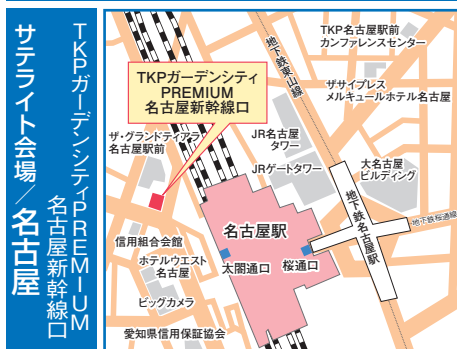 サテライト会場／名古屋
TKPガーデンシティPREMIUM
名古屋新幹線口
TKP名古屋駅前
カンファレンスセンター
地下鉄東山線
TKPガーデンシティ
PREMIUM
名古屋新幹線口
ザサイプレス
メルキュールホテル名古屋
ザ・グランドティアラ
名古屋駅前
JR名古屋
タワー
JRゲートタワー
大名古屋
ビルディング
地下鉄名古屋駅
地下鉄桜通線
名古屋駅
信用組合会館
太閤通口
桜通口
ホテルウエスト
名古屋
ビッグカメラ
愛知県信用保証協会